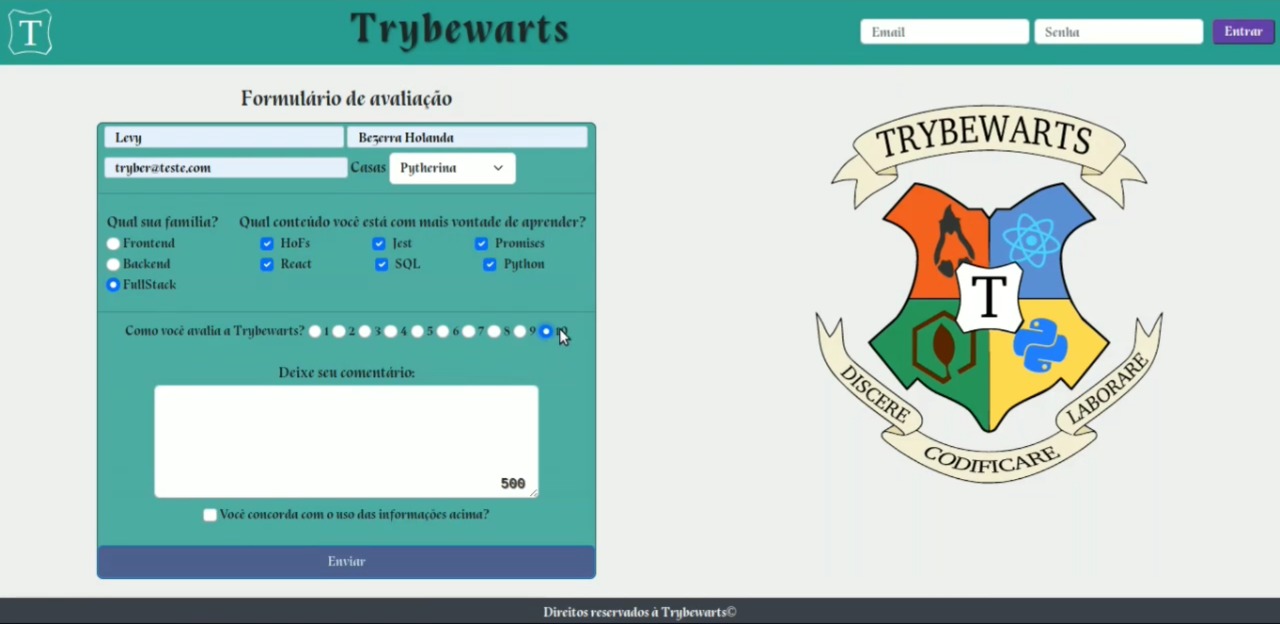 T
Trybewarts
Email
Senha
Entrar
Formulário de avaliação
Levy
Bezerra Holanda
tryber@teste.com
Casas
Pytherina
Qual sua família?
Qual conteúdo você está com mais vontade de aprender?
Frontend
HoFs
Jest
Promises
Backend
React
SQL
Python
FullStack
Como você avalia a Trybewarts? 1 2 3 4 5 6 7 8 9
Deixe seu comentário:
500
Você concorda com o uso das informações acima?
Enviar
TRYBEWARTS
T
DISCERE
CODIFICARE
LABORARE
Direitos reservados à Trybewarts©